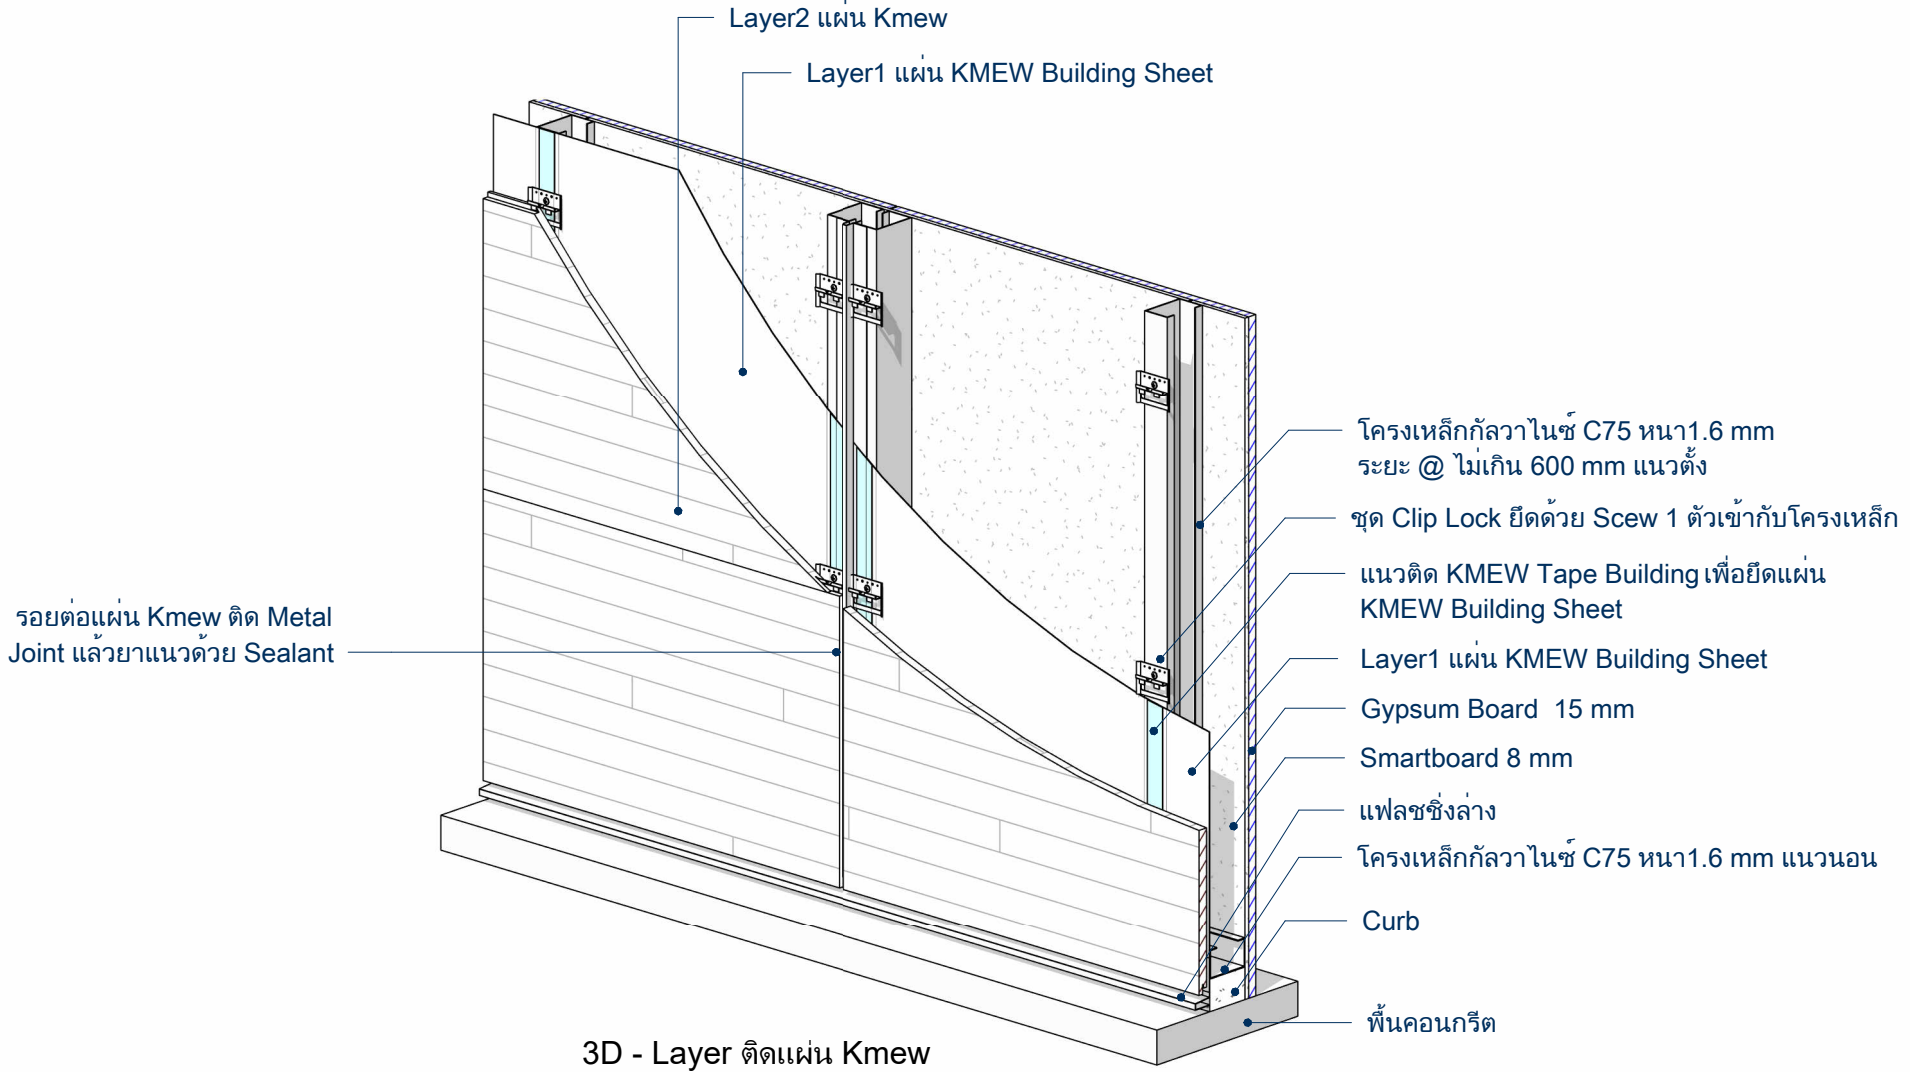 Layer2 แผ่น Kmew
Layer1 แผ่น KMEW Building Sheet
โครงเหล็กกัลวาไนซ์ C75 หนา1.6 mm
ระยะ @ ไม่เกิน 600 mm แนวตั้ง
ชุด Clip Lock ยึดด้วย Scew 1 ตัวเข้ากับโครงเหล็ก
แนวติด KMEW Tape Building เพื่อยึดแผ่น
KMEW Building Sheet
รอยต่อแผ่น Kmew ติด Metal
Joint แล้วยาแนวด้วย Sealant
Layer1 แผ่น KMEW Building Sheet
Gypsum Board 15 mm
Smartboard 8 mm
แฟลชชิ่งล่าง
โครงเหล็กกัลวาไนซ์ C75 หนา1.6 mm แนวนอน
Curb
พื้นคอนกรีต
3D - Layer ติดแผ่น Kmew